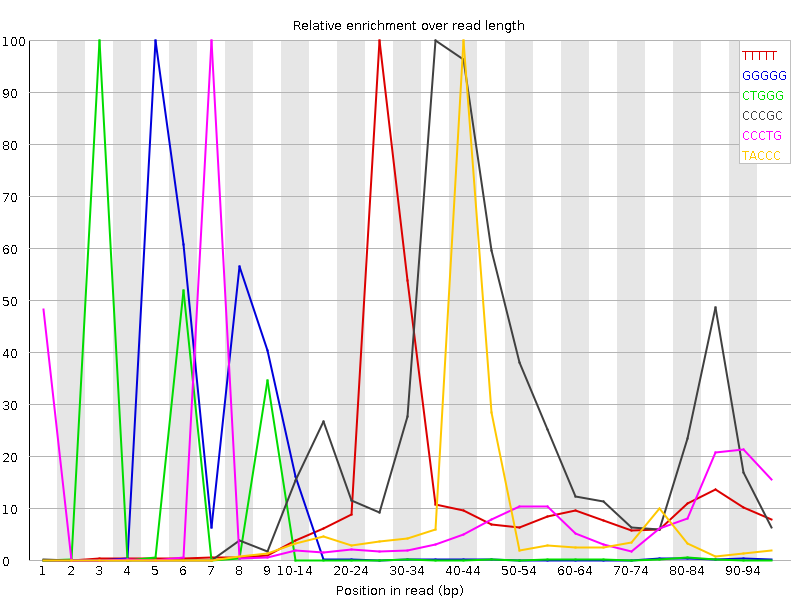 Relative enrichment over read length
100
90
80
70
60
50
40
30
20
10
0
TTTTT
GGGGG
CTGGG
CCCGC
CCCTG
TACCC
1 2 3 4 5 6 7 8 9 10-14 20-24 30-34 40-44 50-54 60-64 70-74 80-84 90-94
Position in read (bp)